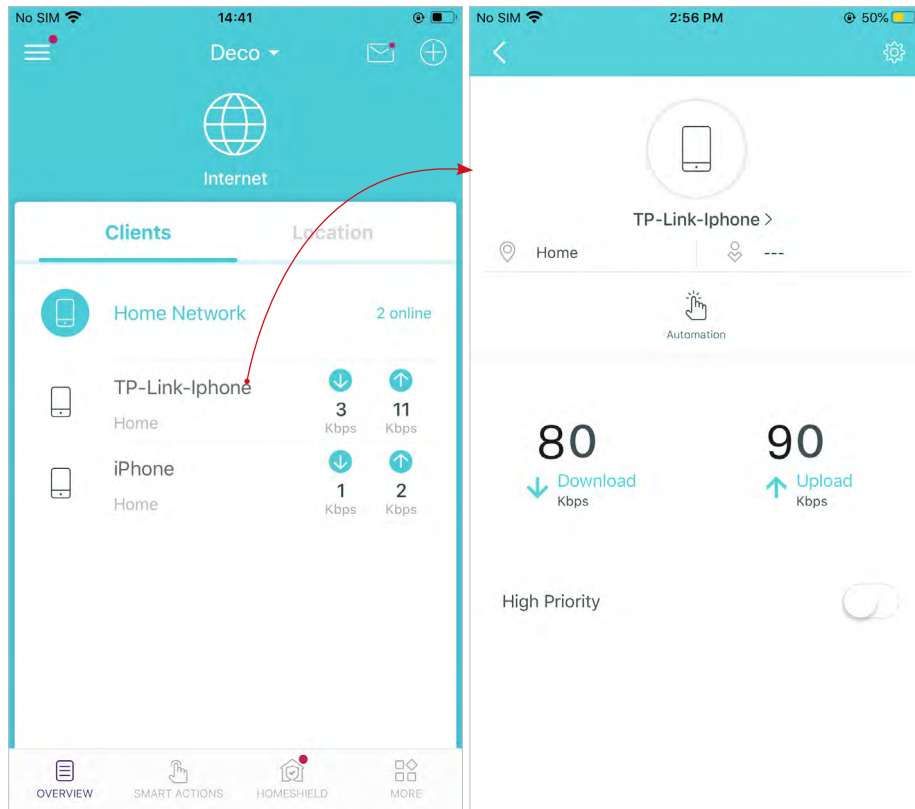 No SIM 14:41
Deco
Internet
Clients Location
Home Network 2 online
TP-Link-Iphone
Home
3 11
Kbps Kbps
iPhone
Home
1 2
Kbps Kbps
OVERVIEW SMART ACTIONS HOMESHIELD MORE
No SIM 2:56 PM 50%
TP-Link-Iphone >
Home ---
Automation
80 90
Download Upload
Kbps Kbps
High Priority